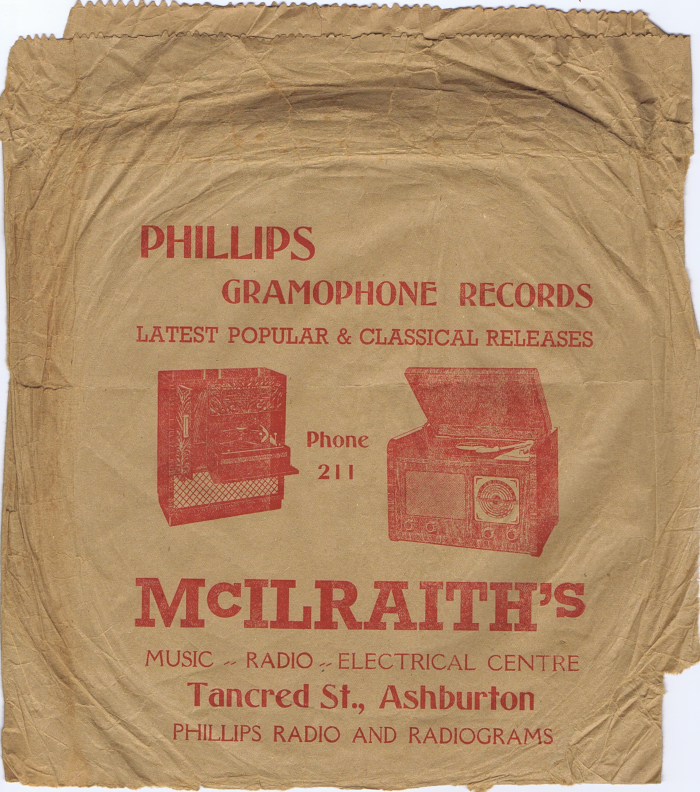 PHILLIPS
GRAMOPHONE RECORDS
LATEST POPULAR & CLASSICAL RELEASES
Phone
211
McILRAITH'S
MUSIC -- RADIO -- ELECTRICAL CENTRE
Tancred St., Ashburton
PHILLIPS RADIO AND RADIOGRAMS